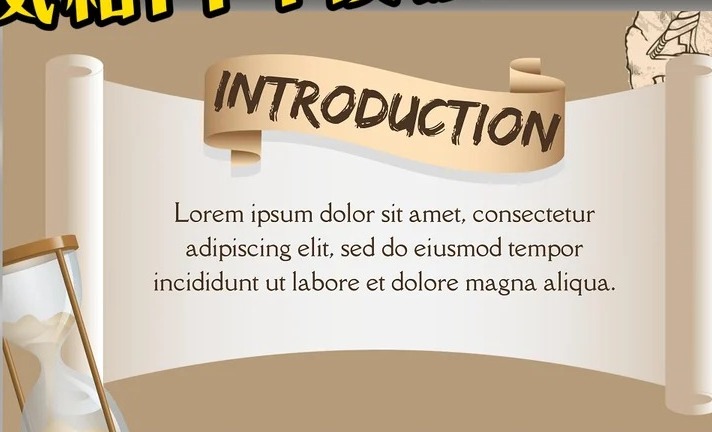 INTRODUCTION
Lorem ipsum dolor sit amet, consectetur
adipiscing elit, sed do eiusmod tempor
incididunt ut labore et dolore magna aliqua.